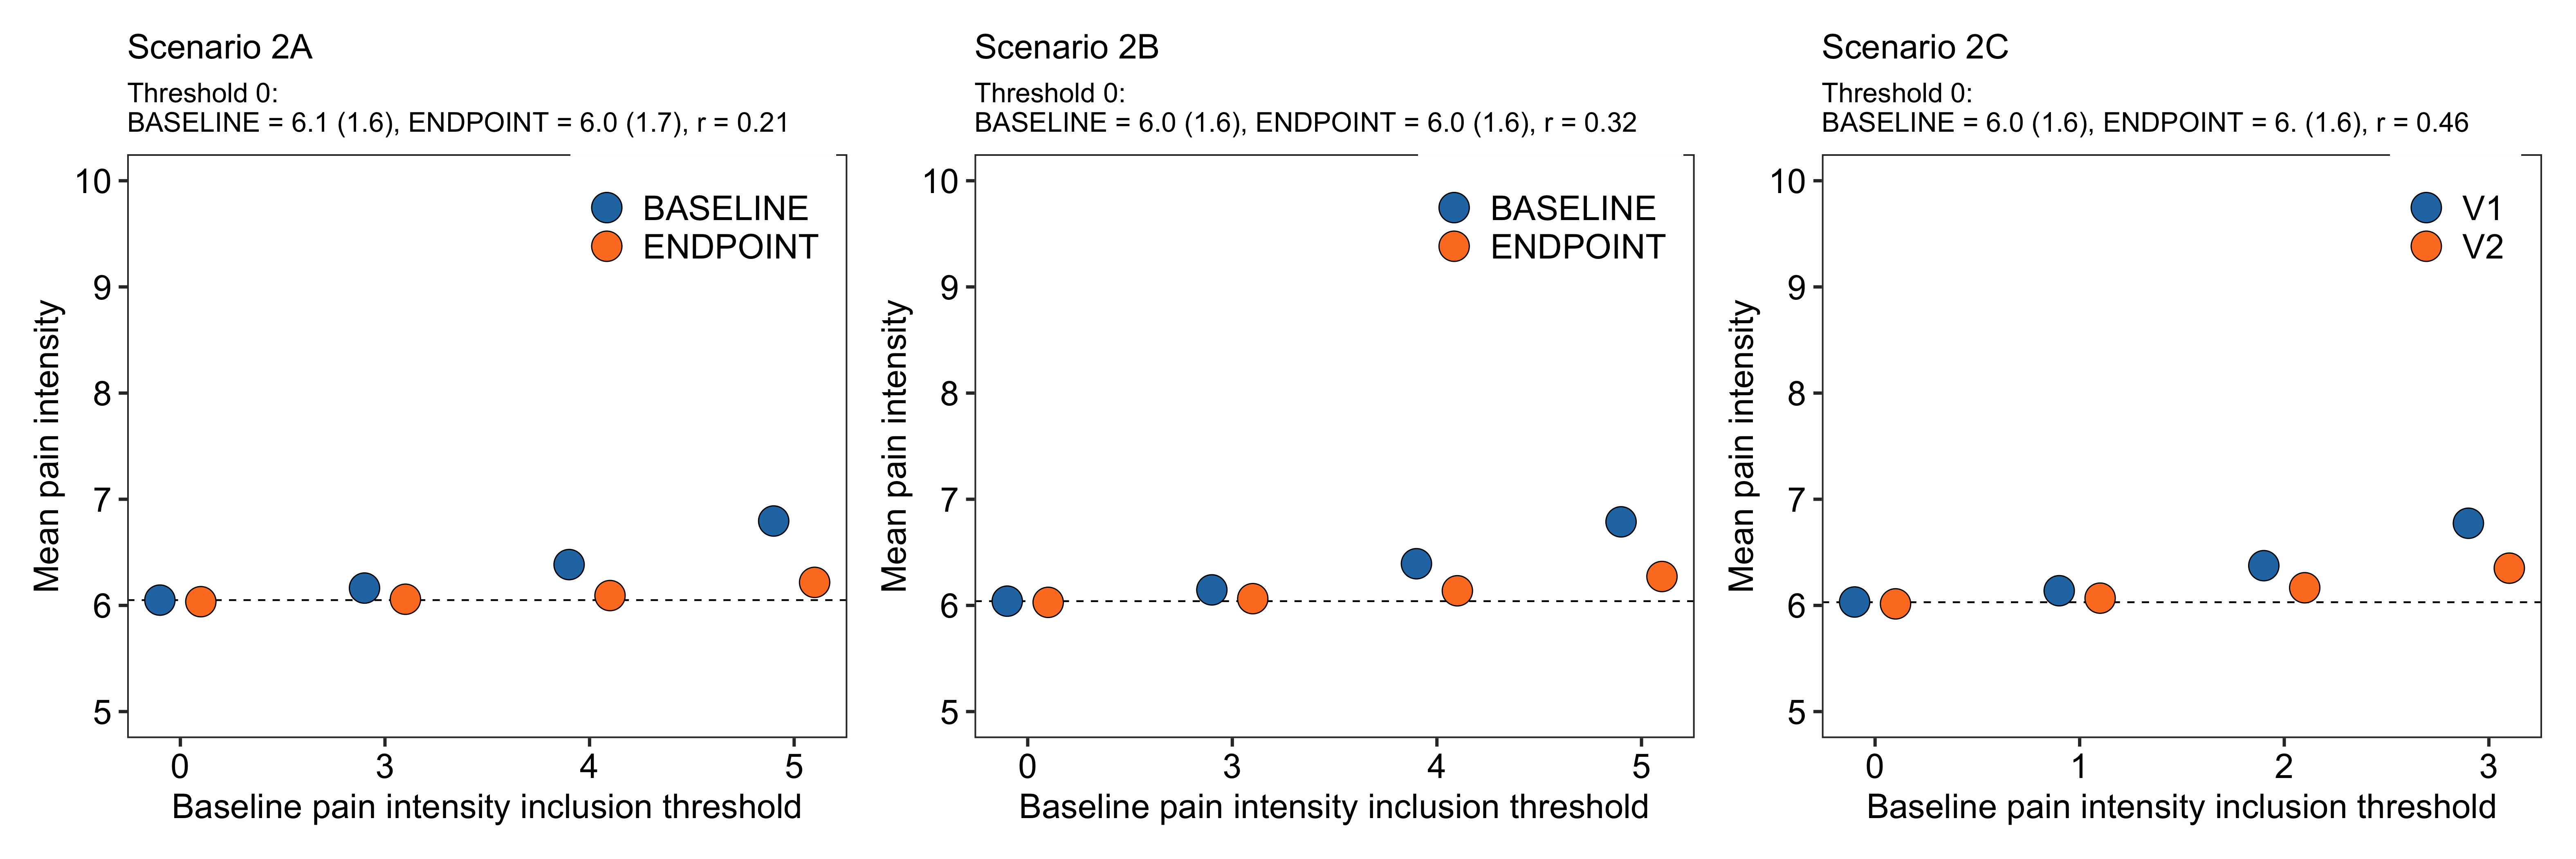 Scenario 2A
Threshold 0:
BASELINE = 6.1 (1.6), ENDPOINT = 6.0 (1.7), r = 0.21
BASELINE
ENDPOINT
10
9
8
7
6
5
Mean pain intensity
0 3 4 5
Baseline pain intensity inclusion threshold
Scenario 2B
Threshold 0:
BASELINE = 6.0 (1.6), ENDPOINT = 6.0 (1.6), r = 0.32
BASELINE
ENDPOINT
10
9
8
7
6
5
Mean pain intensity
0 3 4 5
Baseline pain intensity inclusion threshold
Scenario 2C
Threshold 0:
BASELINE = 6.0 (1.6), ENDPOINT = 6. (1.6), r = 0.46
V1
V2
10
9
8
7
6
5
Mean pain intensity
0 1 2 3
Baseline pain intensity inclusion threshold